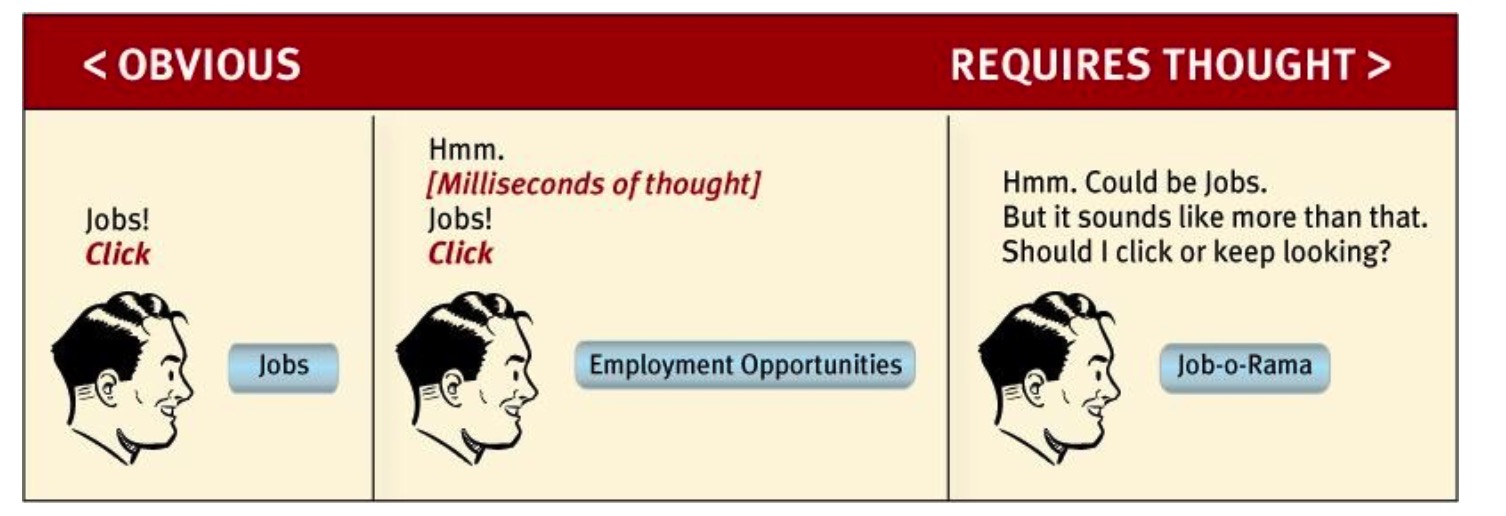 < OBVIOUS
REQUIRES THOUGHT >
Jobs!
Click
Jobs
Hmm.
[Milliseconds of thought]
Jobs!
Click
Employment Opportunities
Hmm. Could be Jobs.
But it sounds like more than that.
Should I click or keep looking?
Job-o-Rama